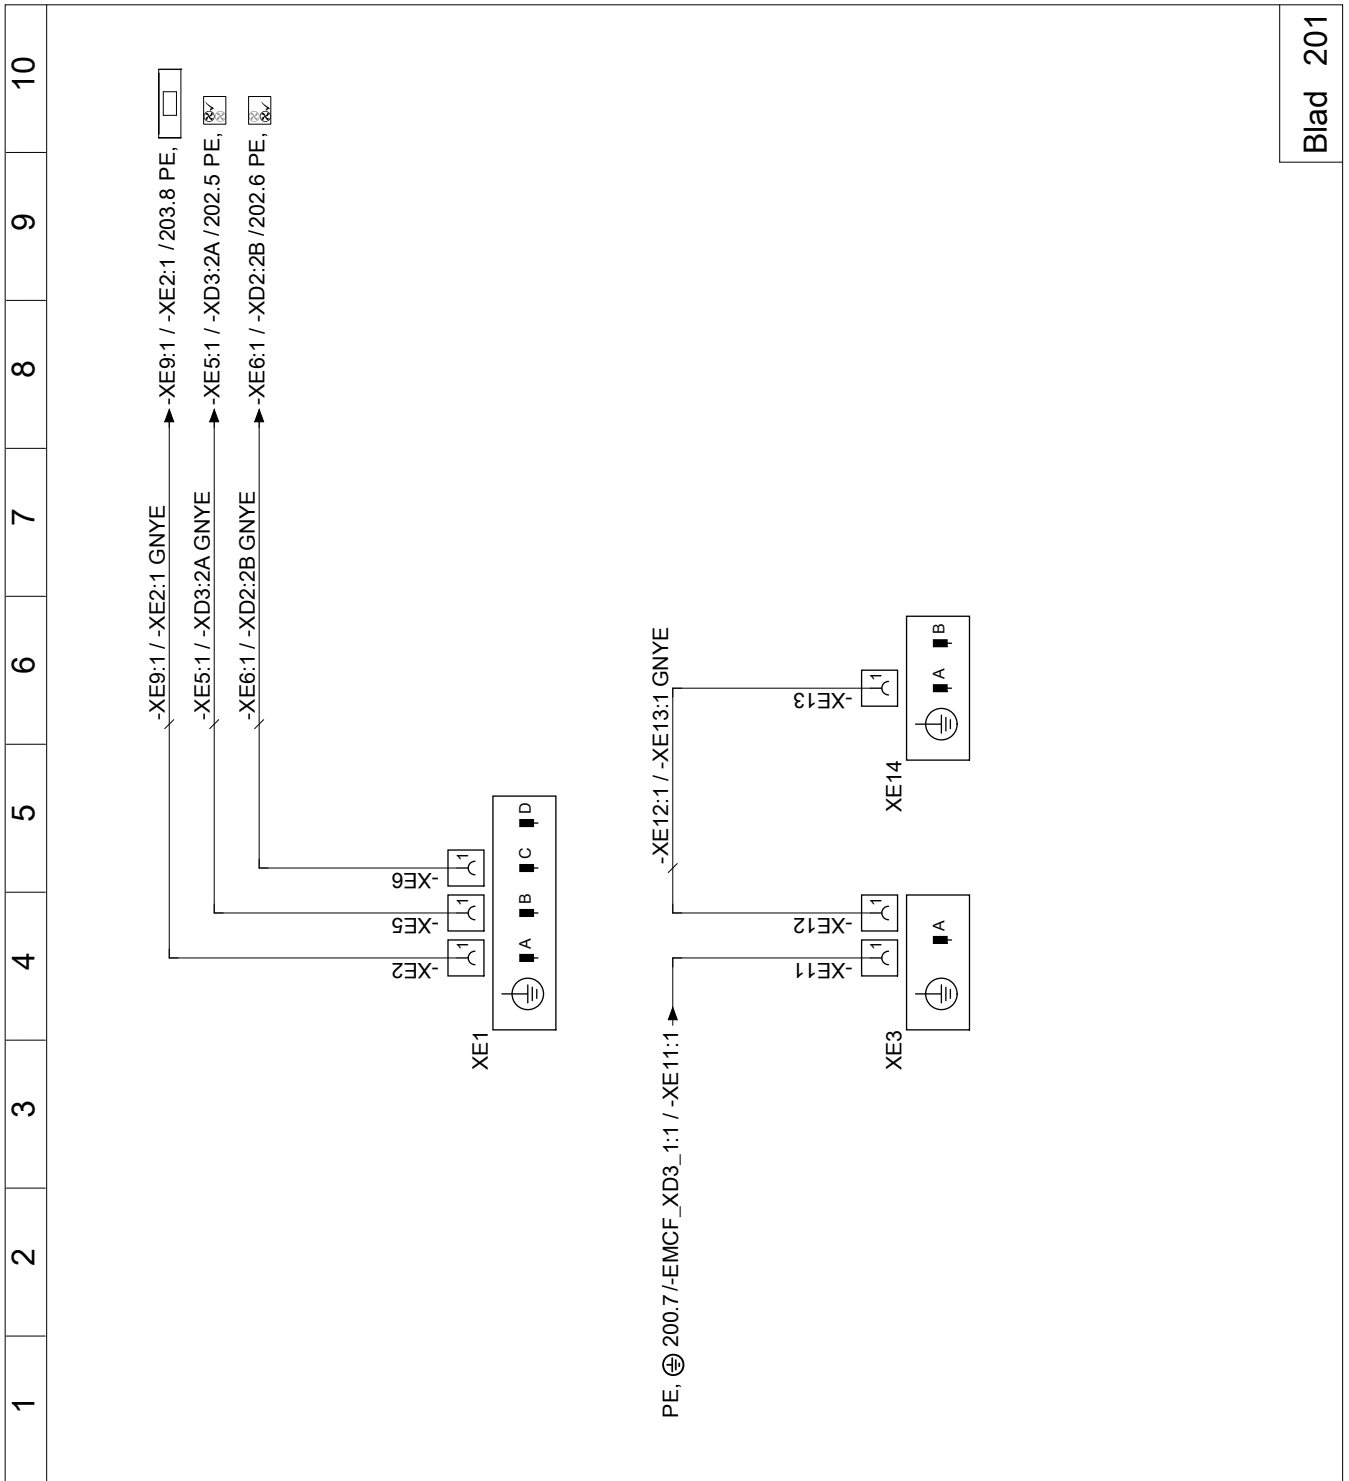 1 2 3 4 5 6 7 8 9 10
-XE9:1 / -XE2:1 GNYE
-XE9:1 / -XE2:1 / 203.8 PE,
-XE5:1 / -XD3:2A GNYE
-XE5:1 / -XD3:2A / 202.5 PE,
-XE6:1 / -XD2:2B GNYE
-XE6:1 / -XD2:2B / 202.6 PE,
-XE2
1
-XE5
1
-XE6
1
XE1
A B C D
PE, 200.7 /-EMCF_XD3_1:1 / -XE11:1
-XE12:1 / -XE13:1 GNYE
-XE11
1
-XE12
1
-XE13
1
XE3
A
XE14
A B
Blad 201